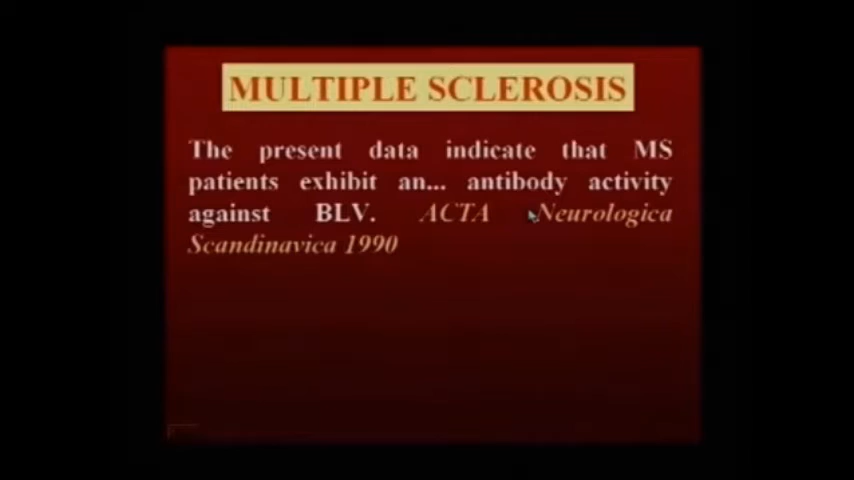 MULTIPLE SCLEROSIS
The present data indicate that MS
patients exhibit an... antibody activity
against BLV. ACTA Neurologica
Scandinavica 1990